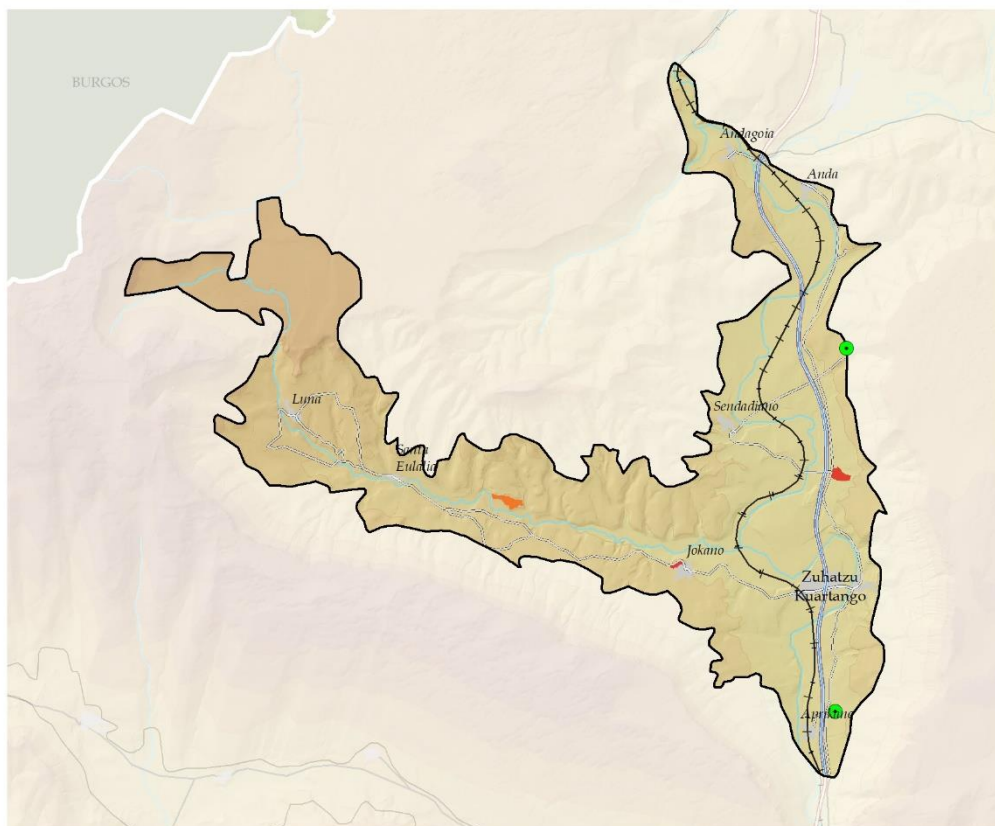 BURGOS
Andagoia
Anda
Luna
Sendadiano
Santa
Eulalia
Jokano
Zuhatzu
Kuartango
Aprikano